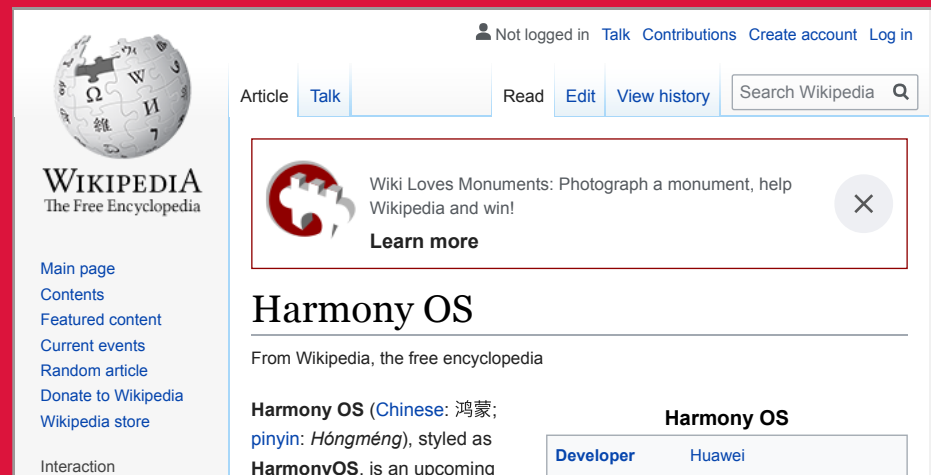 Not logged in Talk Contributions Create account Log in
Article Talk Read Edit View history Search Wikipedia
WIKIPEDIA
The Free Encyclopedia
Wiki Loves Monuments: Photograph a monument, help
Wikipedia and win!
Learn more
Main page
Contents
Featured content
Current events
Random article
Donate to Wikipedia
Wikipedia store
Interaction
Harmony OS
From Wikipedia, the free encyclopedia
Harmony OS (Chinese: 鸿蒙;
pinyin: Hóngméng), styled as
HarmonyOS, is an upcoming
Harmony OS
Developer Huawei